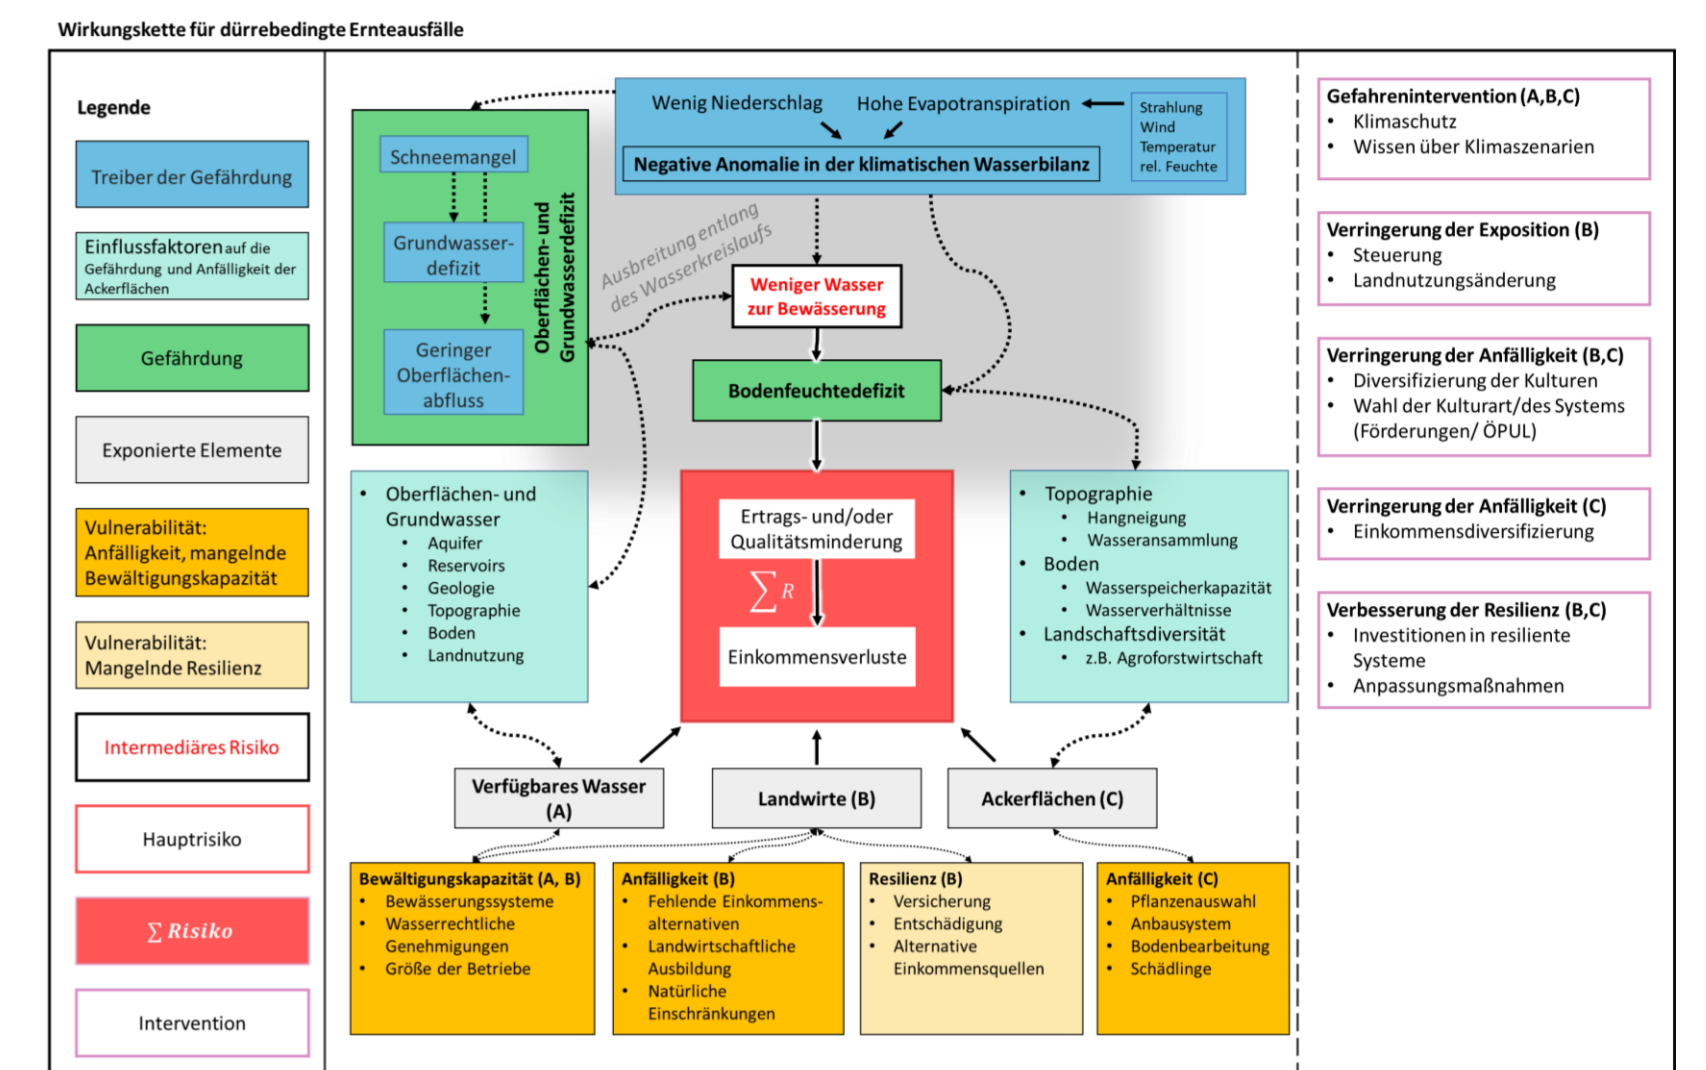 Wirkungskette für dürrebedingte Ernteausfälle
Legende
Treiber der Gefährdung
Einflussfaktoren auf die
Gefährdung und Anfälligkeit der
Ackerflächen
Gefährdung
Exponierte Elemente
Vulnerabilität:
Anfälligkeit, mangelnde
Bewältigungskapazität
Vulnerabilität:
Mangelnde Resilienz
Intermediäres Risiko
Hauptrisiko
∑ Risiko
Intervention
Wenig Niederschlag
Hohe Evapotranspiration
Strahlung
Wind
Temperatur
rel. Feuchte
Negative Anomalie in der klimatischen Wasserbilanz
Schneemangel
Grundwasser-
defizit
Geringer
Oberflächen-
abfluss
Oberflächen- und
Grundwasserdefizit
Ausbreitung entlang
des Wasserkreislaufs
Weniger Wasser
zur Bewässerung
Bodenfeuchtedefizit
• Oberflächen- und
Grundwasser
• Aquifer
• Reservoirs
• Geologie
• Topographie
• Boden
• Landnutzung
Ertrags- und/oder
Qualitätsminderung
∑ R
Einkommensverluste
• Topographie
• Hangneigung
• Wasseransammlung
• Boden
• Wasserspeicherkapazität
• Wasserverhältnisse
• Landschaftsdiversität
• z.B. Agroforstwirtschaft
Verfügbares Wasser
(A)
Landwirte (B)
Ackerflächen (C)
Bewältigungskapazität (A, B)
• Bewässerungssysteme
• Wasserrechtliche
Genehmigungen
• Größe der Betriebe
Anfälligkeit (B)
• Fehlende Einkommens-
alternativen
• Landwirtschaftliche
Ausbildung
• Natürliche
Einschränkungen
Resilienz (B)
• Versicherung
• Entschädigung
• Alternative
Einkommensquellen
Anfälligkeit (C)
• Pflanzenauswahl
• Anbausystem
• Bodenbearbeitung
• Schädlinge
Gefahrenintervention (A,B,C)
• Klimaschutz
• Wissen über Klimaszenarien
Verringerung der Exposition (B)
• Steuerung
• Landnutzungsänderung
Verringerung der Anfälligkeit (B,C)
• Diversifizierung der Kulturen
• Wahl der Kulturart/des Systems
(Förderungen/ ÖPUL)
Verringerung der Anfälligkeit (C)
• Einkommensdiversifizierung
Verbesserung der Resilienz (B,C)
• Investitionen in resiliente
Systeme
• Anpassungsmaßnahmen